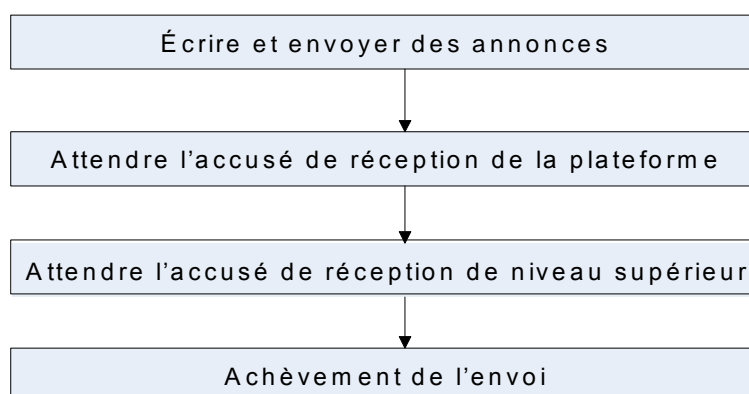 Écrire et envoyer des annonces
Attendre l’accusé de réception de la plateforme
Attendre l’accusé de réception de niveau supérieur
Achèvement de l’envoi